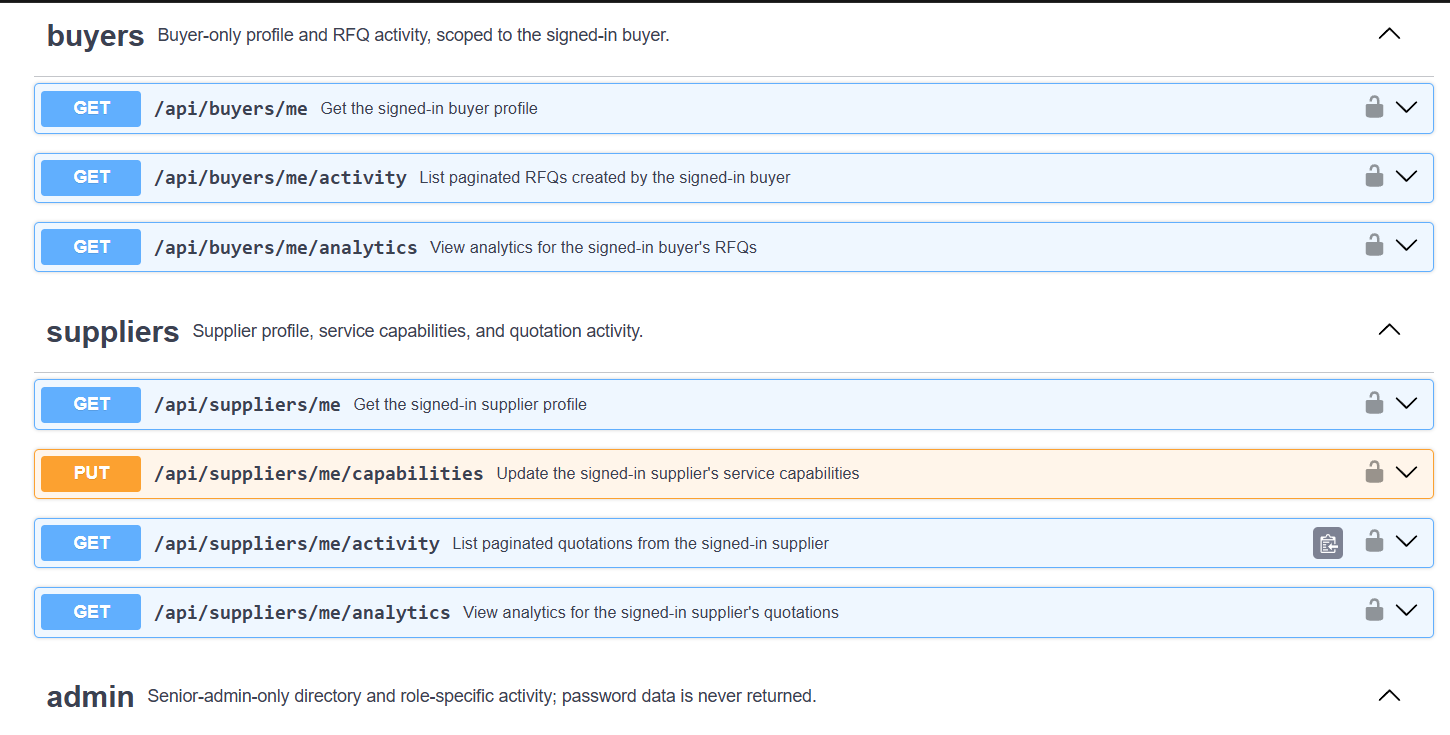 buyers Buyer-only profile and RFQ activity, scoped to the signed-in buyer.
GET /api/buyers/me Get the signed-in buyer profile
GET /api/buyers/me/activity List paginated RFQs created by the signed-in buyer
GET /api/buyers/me/analytics View analytics for the signed-in buyer's RFQs
suppliers Supplier profile, service capabilities, and quotation activity.
GET /api/suppliers/me Get the signed-in supplier profile
PUT /api/suppliers/me/capabilities Update the signed-in supplier's service capabilities
GET /api/suppliers/me/activity List paginated quotations from the signed-in supplier
GET /api/suppliers/me/analytics View analytics for the signed-in supplier's quotations
admin Senior-admin-only directory and role-specific activity; password data is never returned.